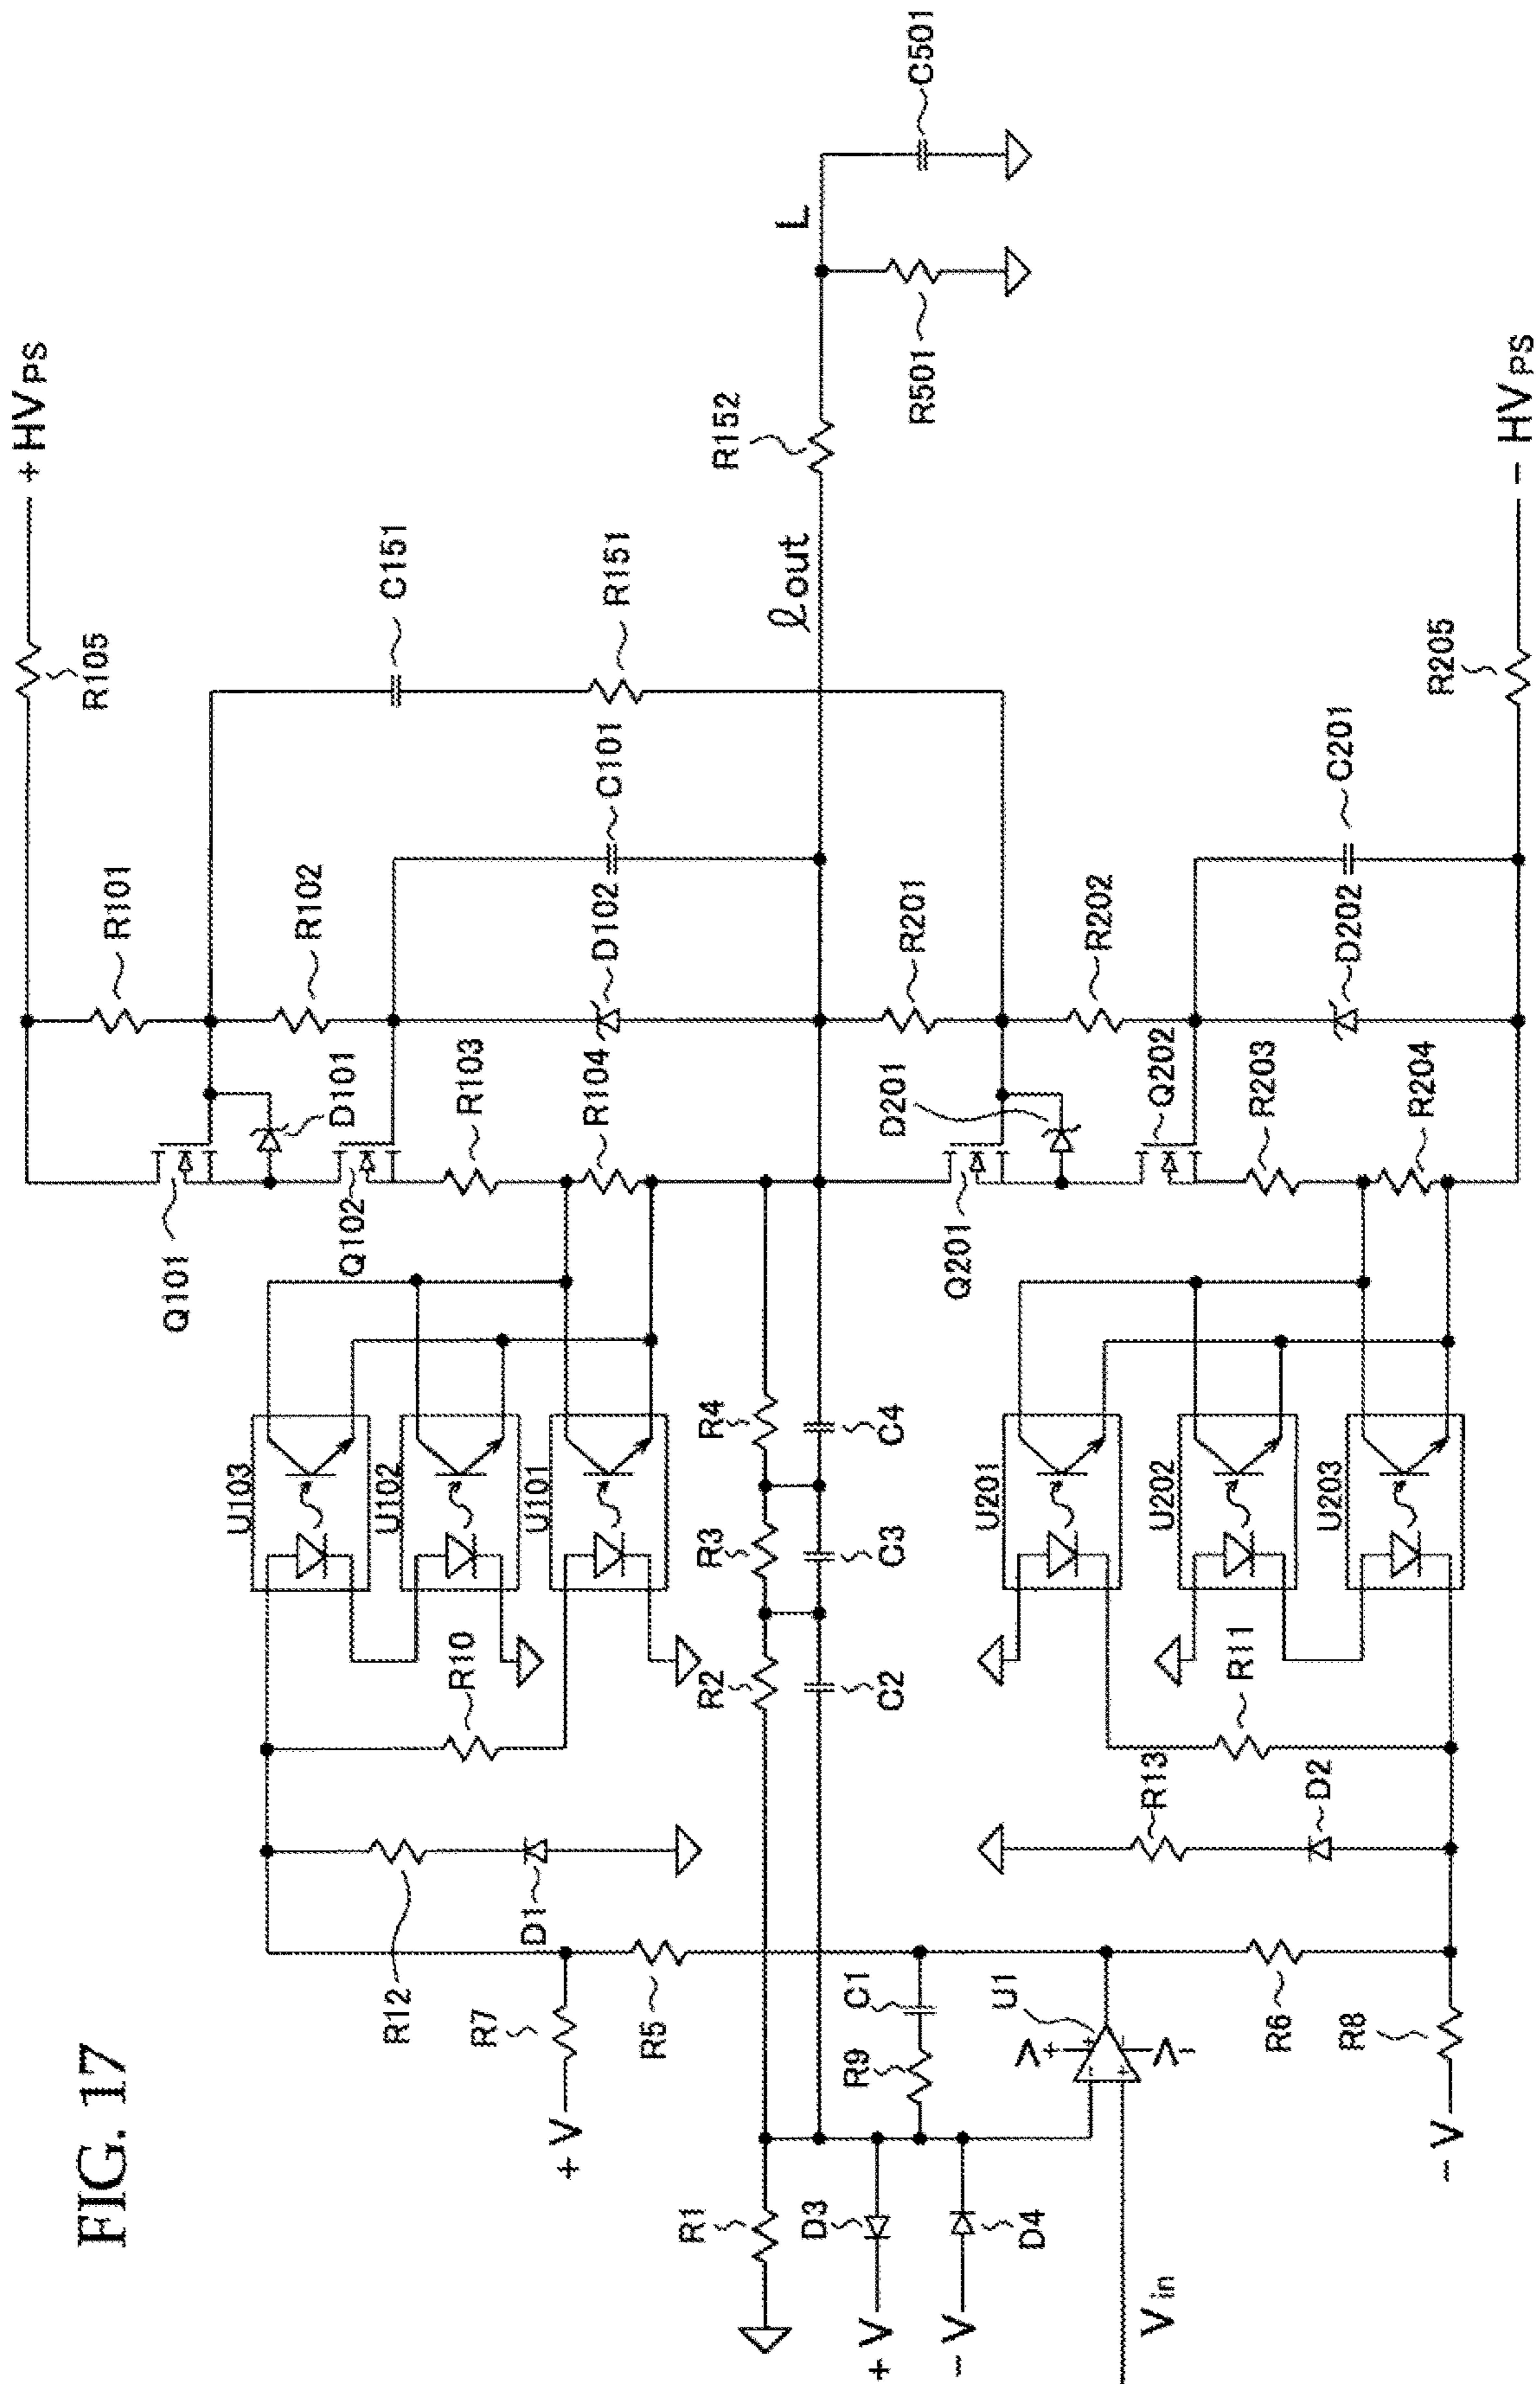 FIG. 17
+ HVPS
R105
C501
L
R501
R152
C151
R151
ℓout
R101
R102
D101
Q101
Q102
R103
R104
D102
C101
U103
U102
U101
R10
R12
D1
R7
+ V
R5
R4
R3
R2
C4
C3
C2
R1
D3
+ V
D4
− V
R9
C1
U1
V+
V-
Vin
− +
R6
R8
− V
R13
D2
R11
U201
U202
U203
Q201
D201
Q202
R201
R202
R203
R204
D202
C201
R205
− HVPS